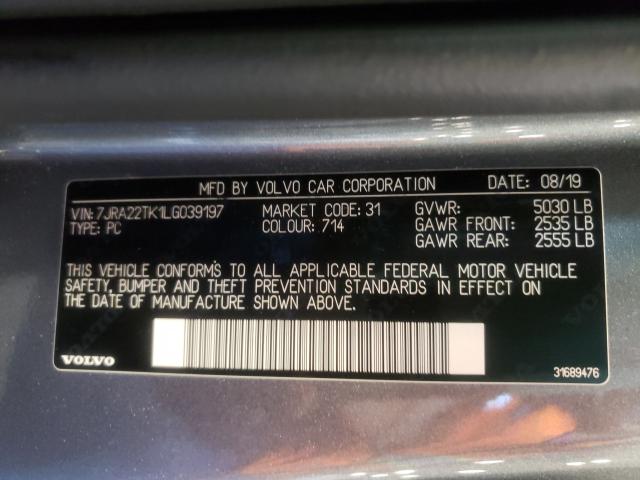 MFD BY VOLVO CAR CORPORATION DATE: 08/19
VIN: 7JRA22TK1LG039197 MARKET CODE: 31 GVWR: 5030 LB
TYPE: PC COLOUR: 714 GAWR FRONT: 2535 LB
GAWR REAR: 2555 LB
THIS VEHICLE CONFORMS TO ALL APPLICABLE FEDERAL MOTOR VEHICLE
SAFETY, BUMPER AND THEFT PREVENTION STANDARDS IN EFFECT ON
THE DATE OF MANUFACTURE SHOWN ABOVE.
VOLVO 31689476